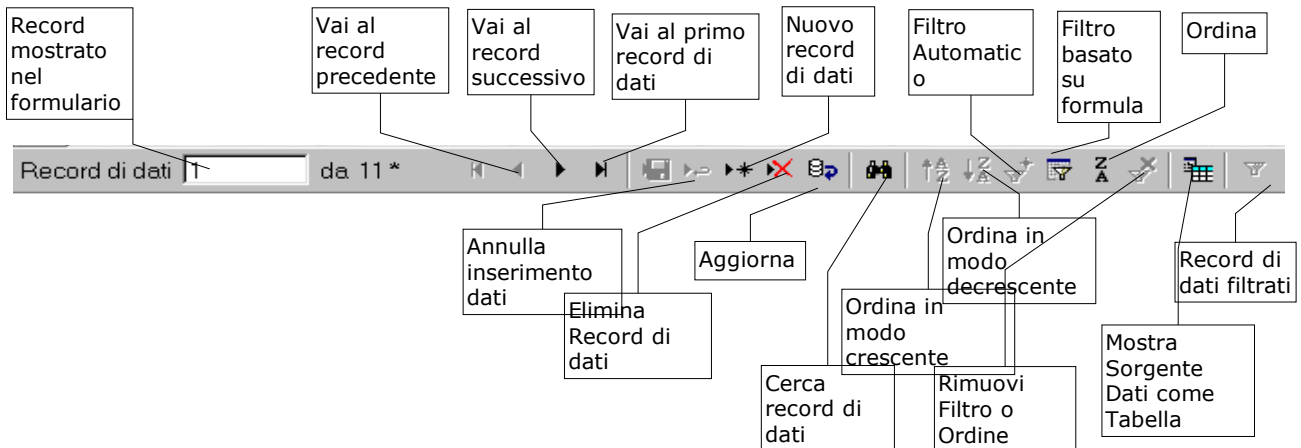 Record
mostrato
nel
formulario
Vai al
record
precedente
Vai al
record
successivo
Vai al primo
record di
dati
Nuovo
record
di dati
Filtro
Automatic
o
Filtro
basato
su
formula
Ordina
Record di dati 1 da 11 *
Annulla
inserimento
dati
Elimina
Record di
dati
Aggiorna
Cerca
record di
dati
Ordina in
modo
crescente
Ordina in
modo
decrescente
Rimuovi
Filtro o
Ordine
Mostra
Sorgente
Dati come
Tabella
Record di
dati filtrati